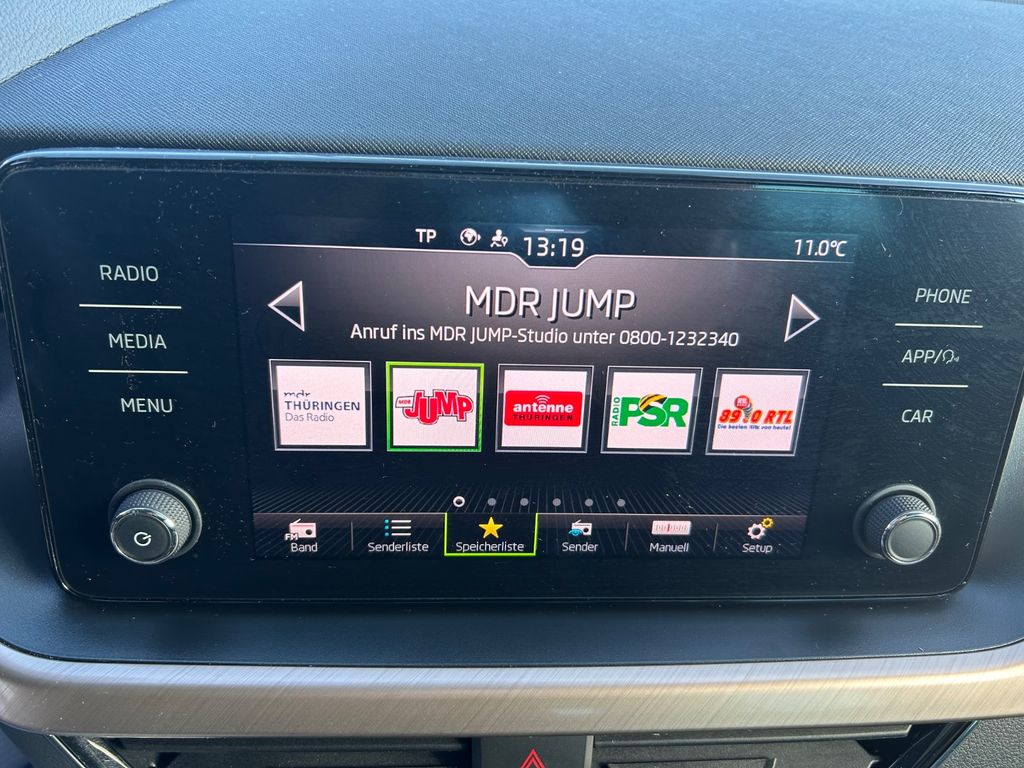 TP 13:19 11.0°C
RADIO
MEDIA
MENU
MDR JUMP
Anruf ins MDR JUMP-Studio unter 0800-1232340
mdr
THÜRINGEN
Das Radio
MDR JUMP
antenne
THÜRINGEN
RADIO PSR
89.0 RTL
Die besten Hits von heute!
FM
Band
Senderliste
Speicherliste
Sender
Manuell
Setup
PHONE
APP/
CAR